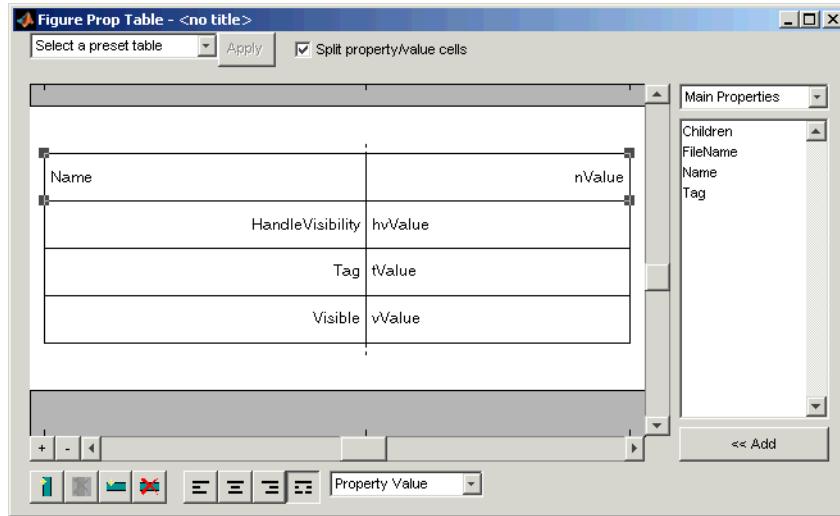 Figure Prop Table - <no title>
Select a preset table Apply Split property/value cells
Main Properties
Children
FileName
Name
Tag
Name nValue
HandleVisibility hvValue
Tag tValue
Visible vValue
<< Add
+ -
Property Value